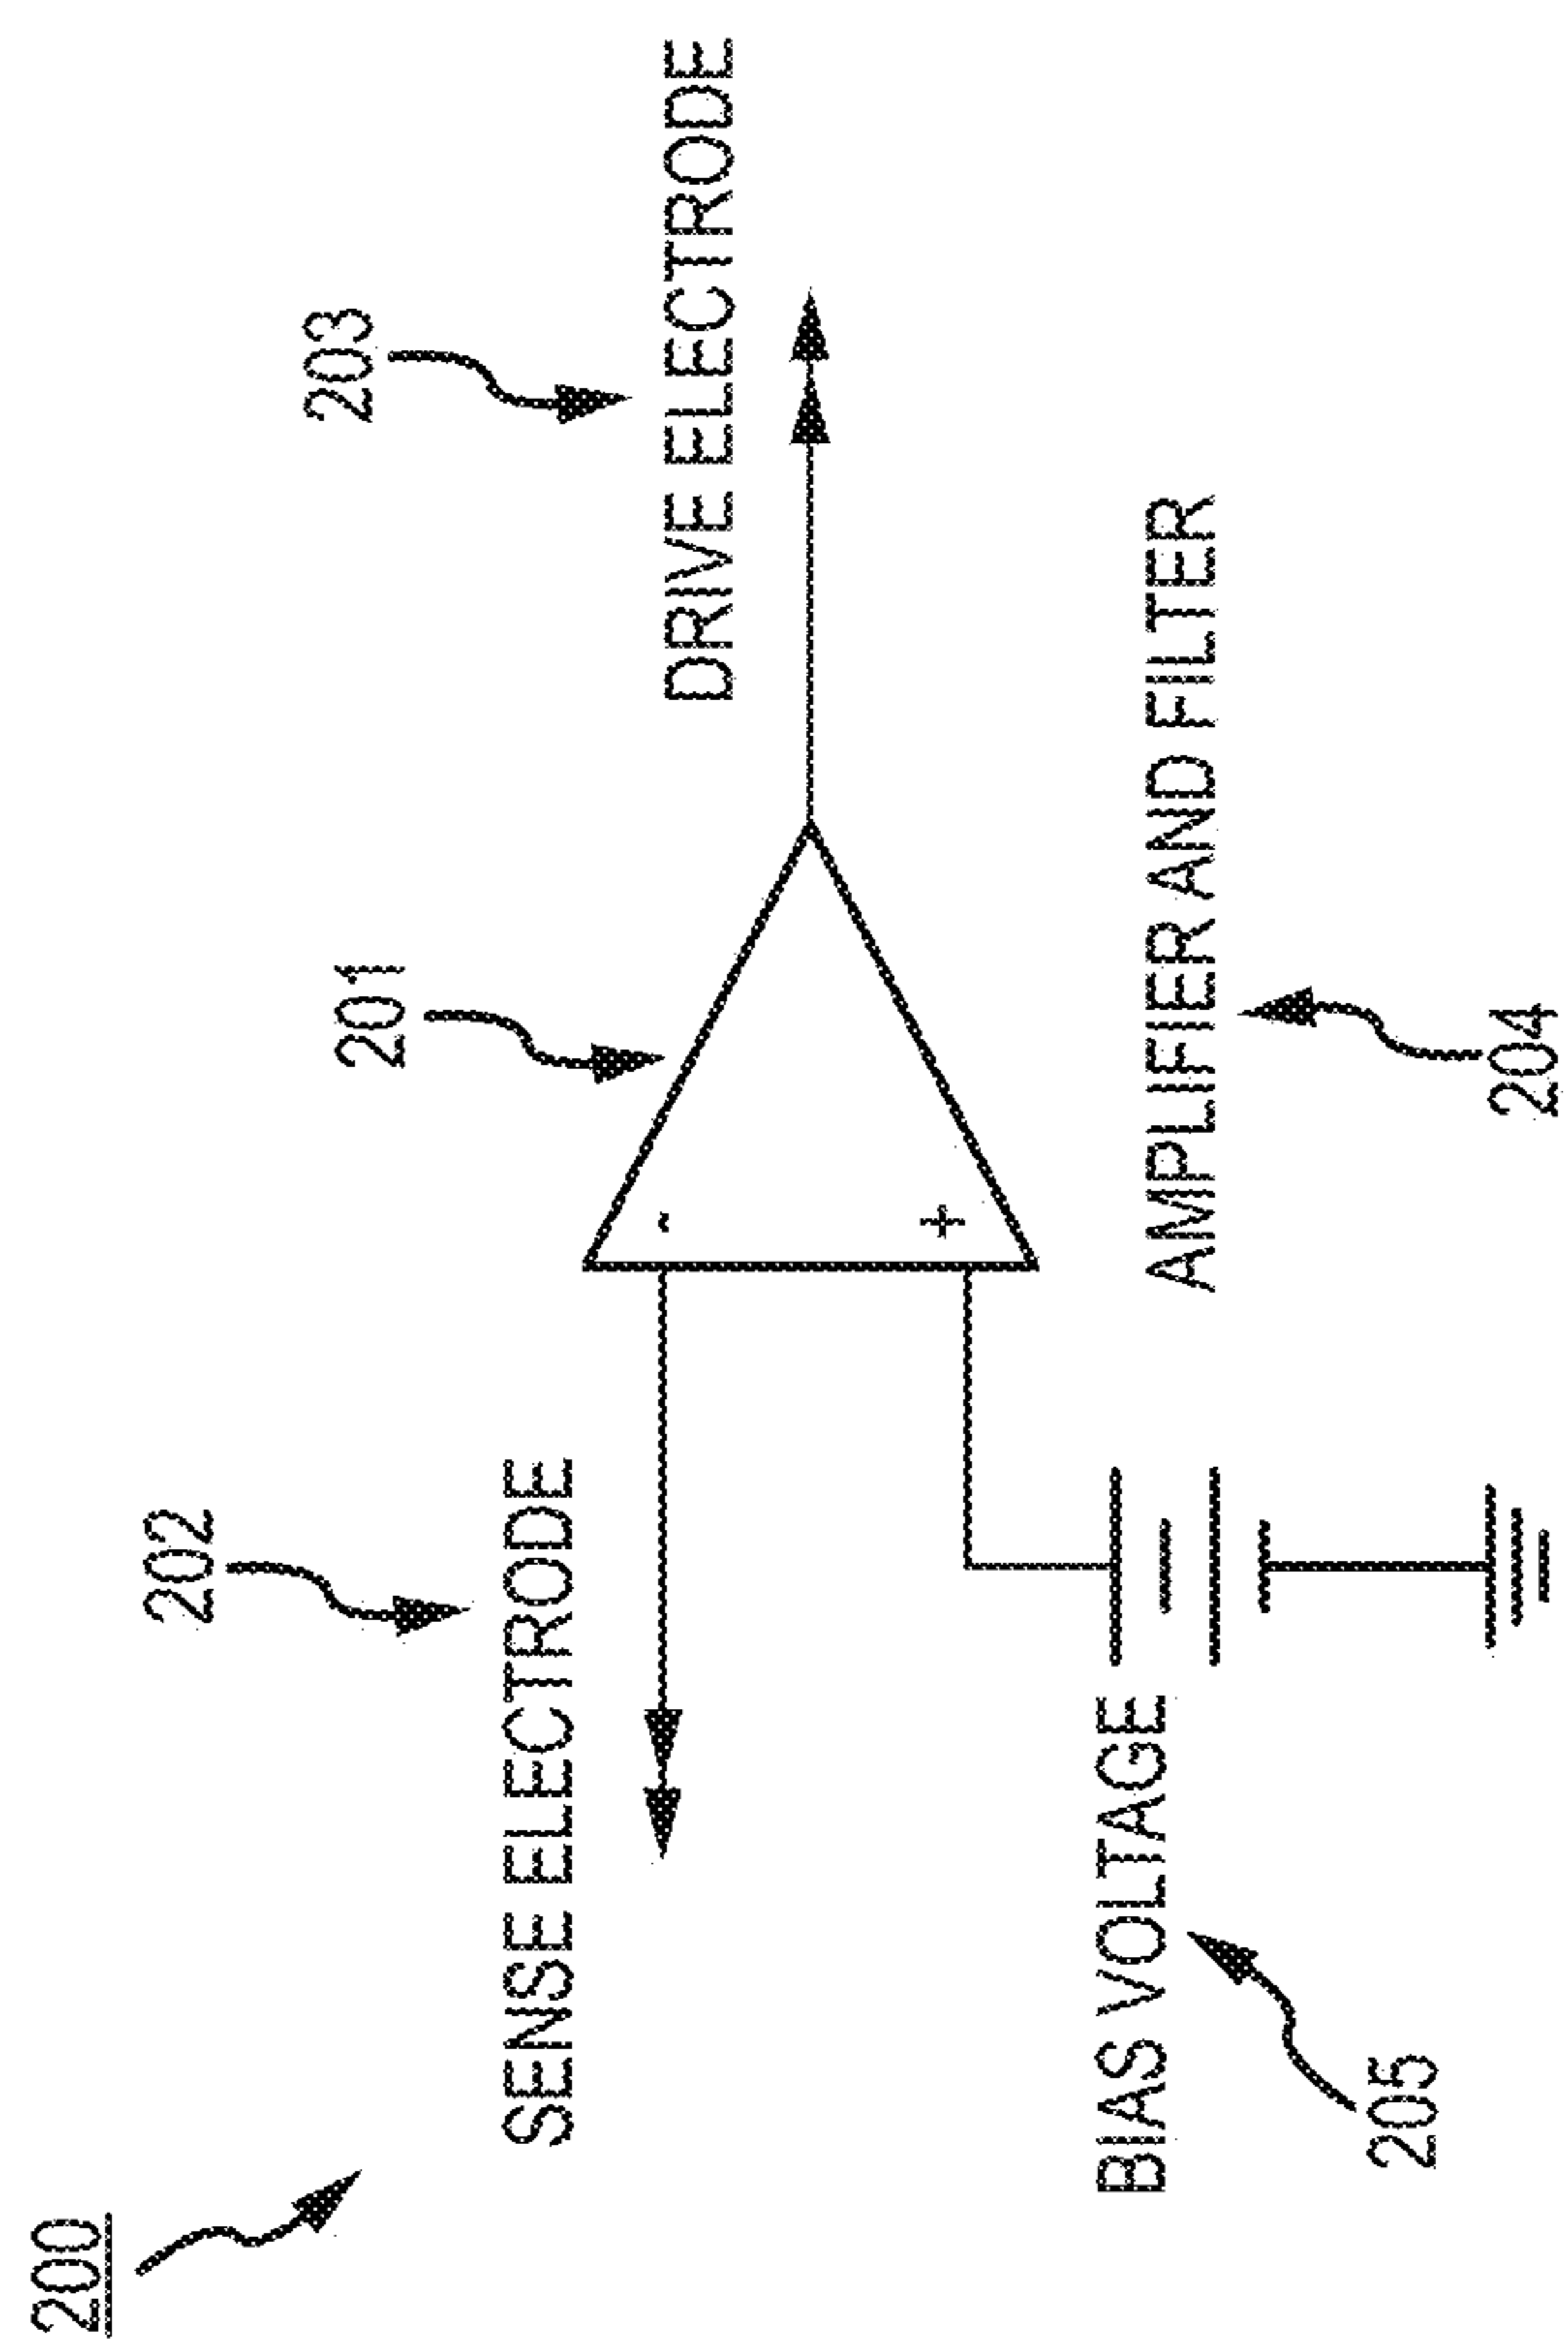 200
202
SENSE ELECTRODE
201
203
DRIVE ELECTRODE
-
+
BIAS VOLTAGE
205
AMPLIFIER AND FILTER
204